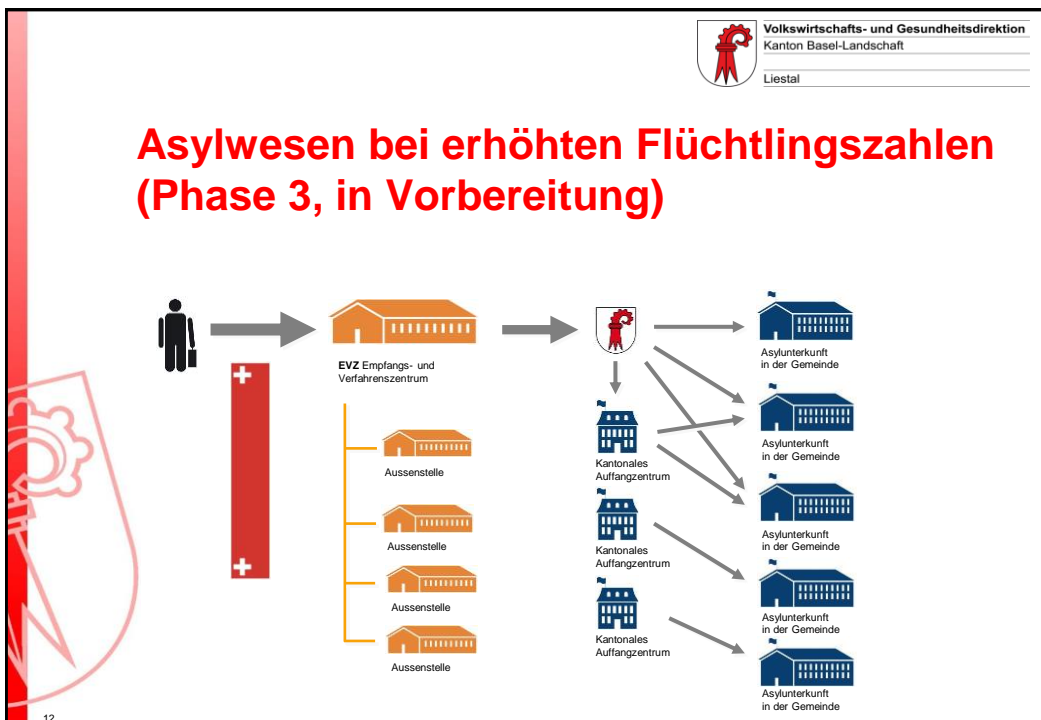 Volkswirtschafts- und Gesundheitsdirektion
Kanton Basel-Landschaft
Liestal
Asylwesen bei erhöhten Flüchtlingszahlen
(Phase 3, in Vorbereitung)
EVZ Empfangs- und
Verfahrenszentrum
Aussenstelle
Aussenstelle
Aussenstelle
Aussenstelle
Kantonales
Auffangzentrum
Kantonales
Auffangzentrum
Kantonales
Auffangzentrum
Asylunterkunft
in der Gemeinde
Asylunterkunft
in der Gemeinde
Asylunterkunft
in der Gemeinde
Asylunterkunft
in der Gemeinde
Asylunterkunft
in der Gemeinde
12